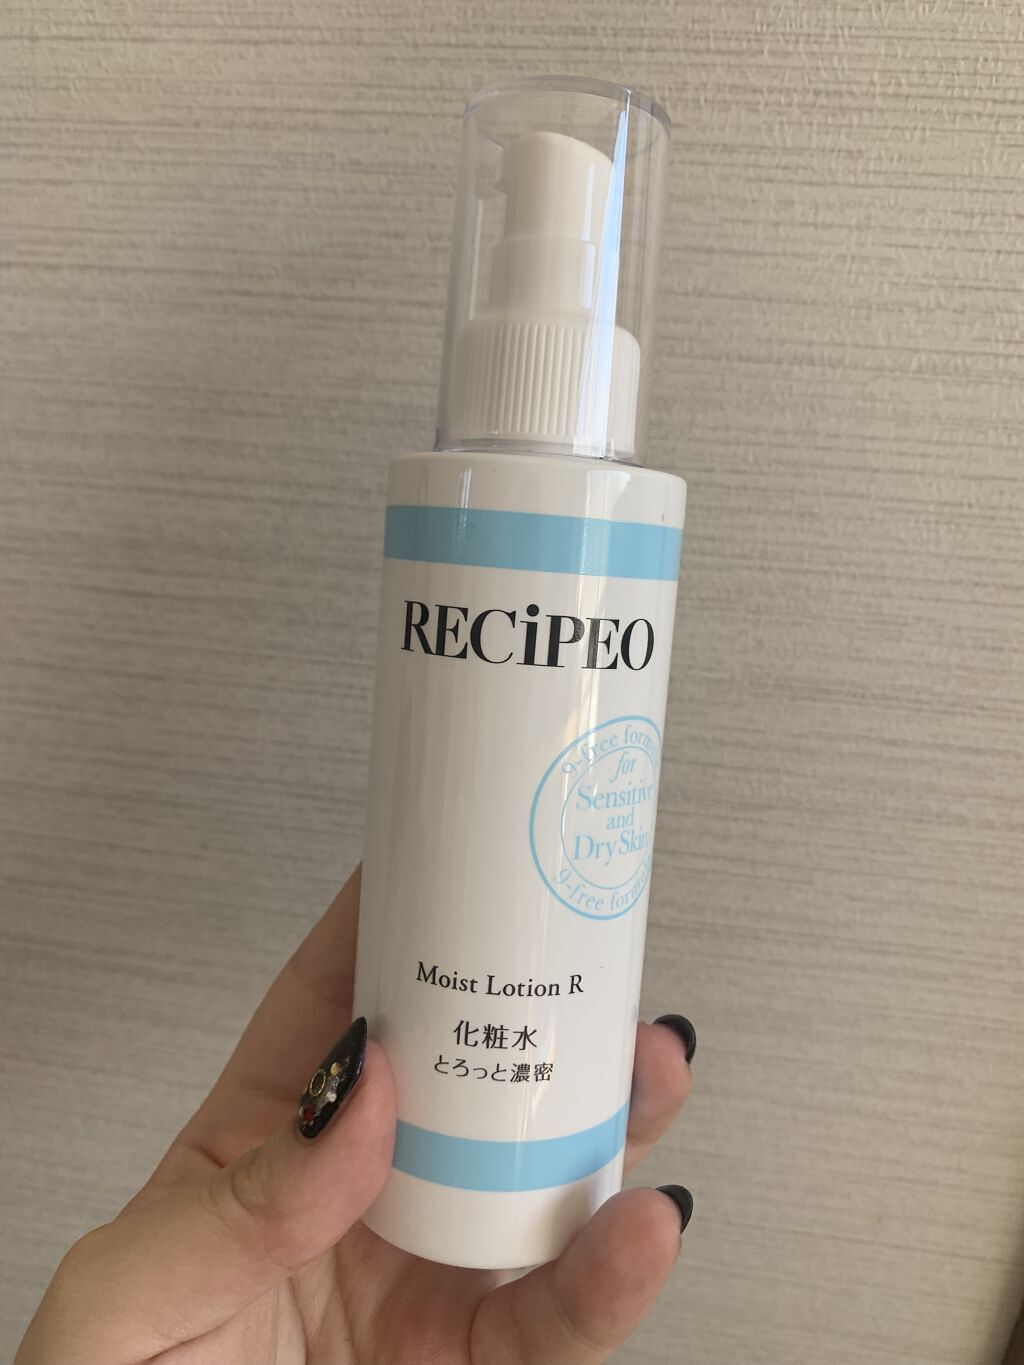 RECiPEO
9-free formula
for
Sensitive
and
Dry Skin
9-free formula
Moist Lotion R
化粧水
とろっと濃密